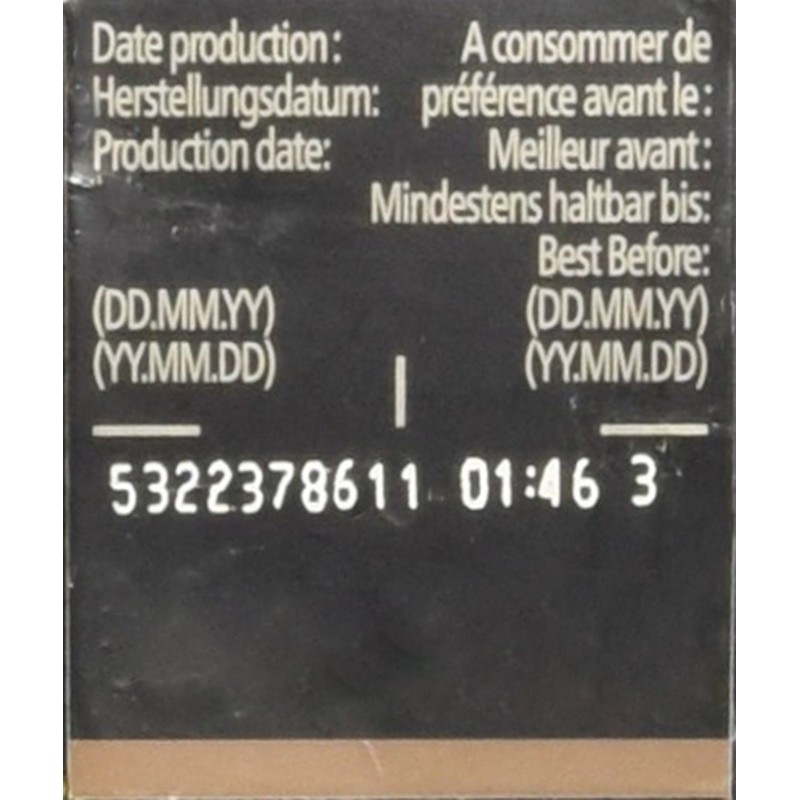 Date production :
Herstellungsdatum:
Production date:
A consommer de
préférence avant le :
Meilleur avant :
Mindestens haltbar bis:
Best Before:
(DD.MM.YY)
(YY.MM.DD)
(DD.MM.YY)
(YY.MM.DD)
5322378611 01:46 3